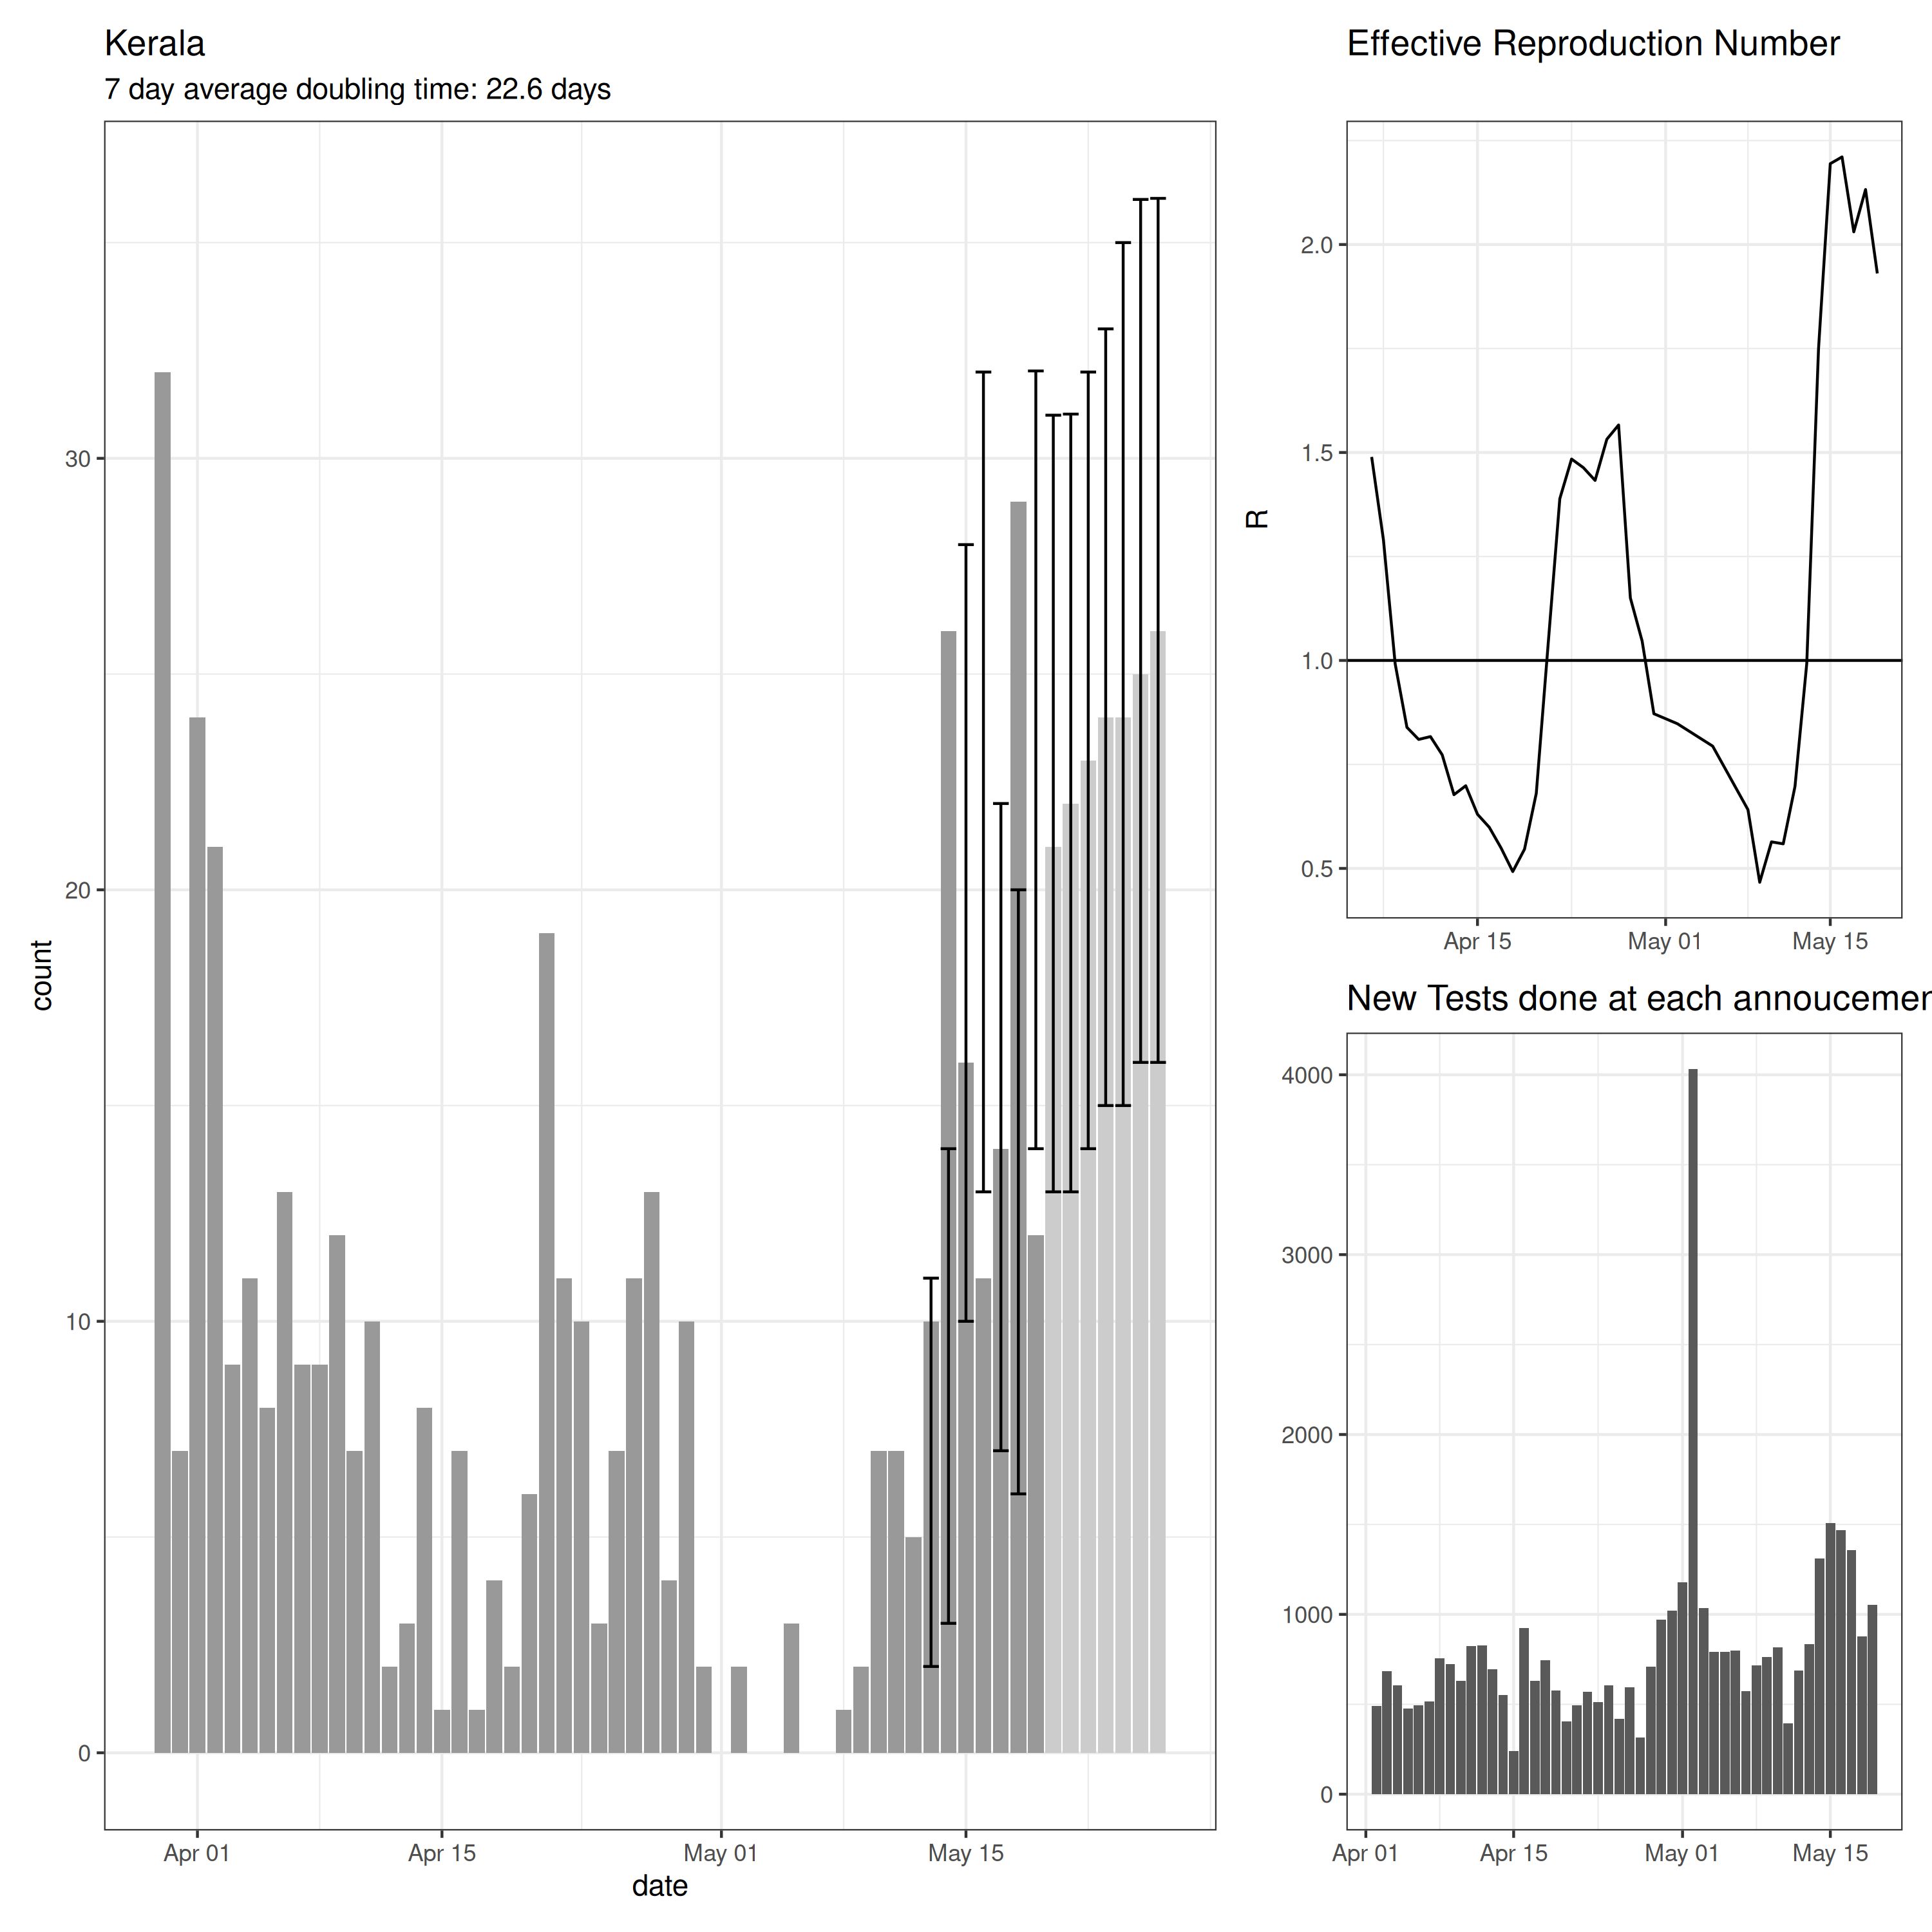 Kerala
7 day average doubling time: 22.6 days
count
30
20
10
0
Apr 01 Apr 15 May 01 May 15
date
Effective Reproduction Number
R
2.0
1.5
1.0
0.5
Apr 15 May 01 May 15
New Tests done at each annoucemen
4000
3000
2000
1000
0
Apr 01 Apr 15 May 01 May 15